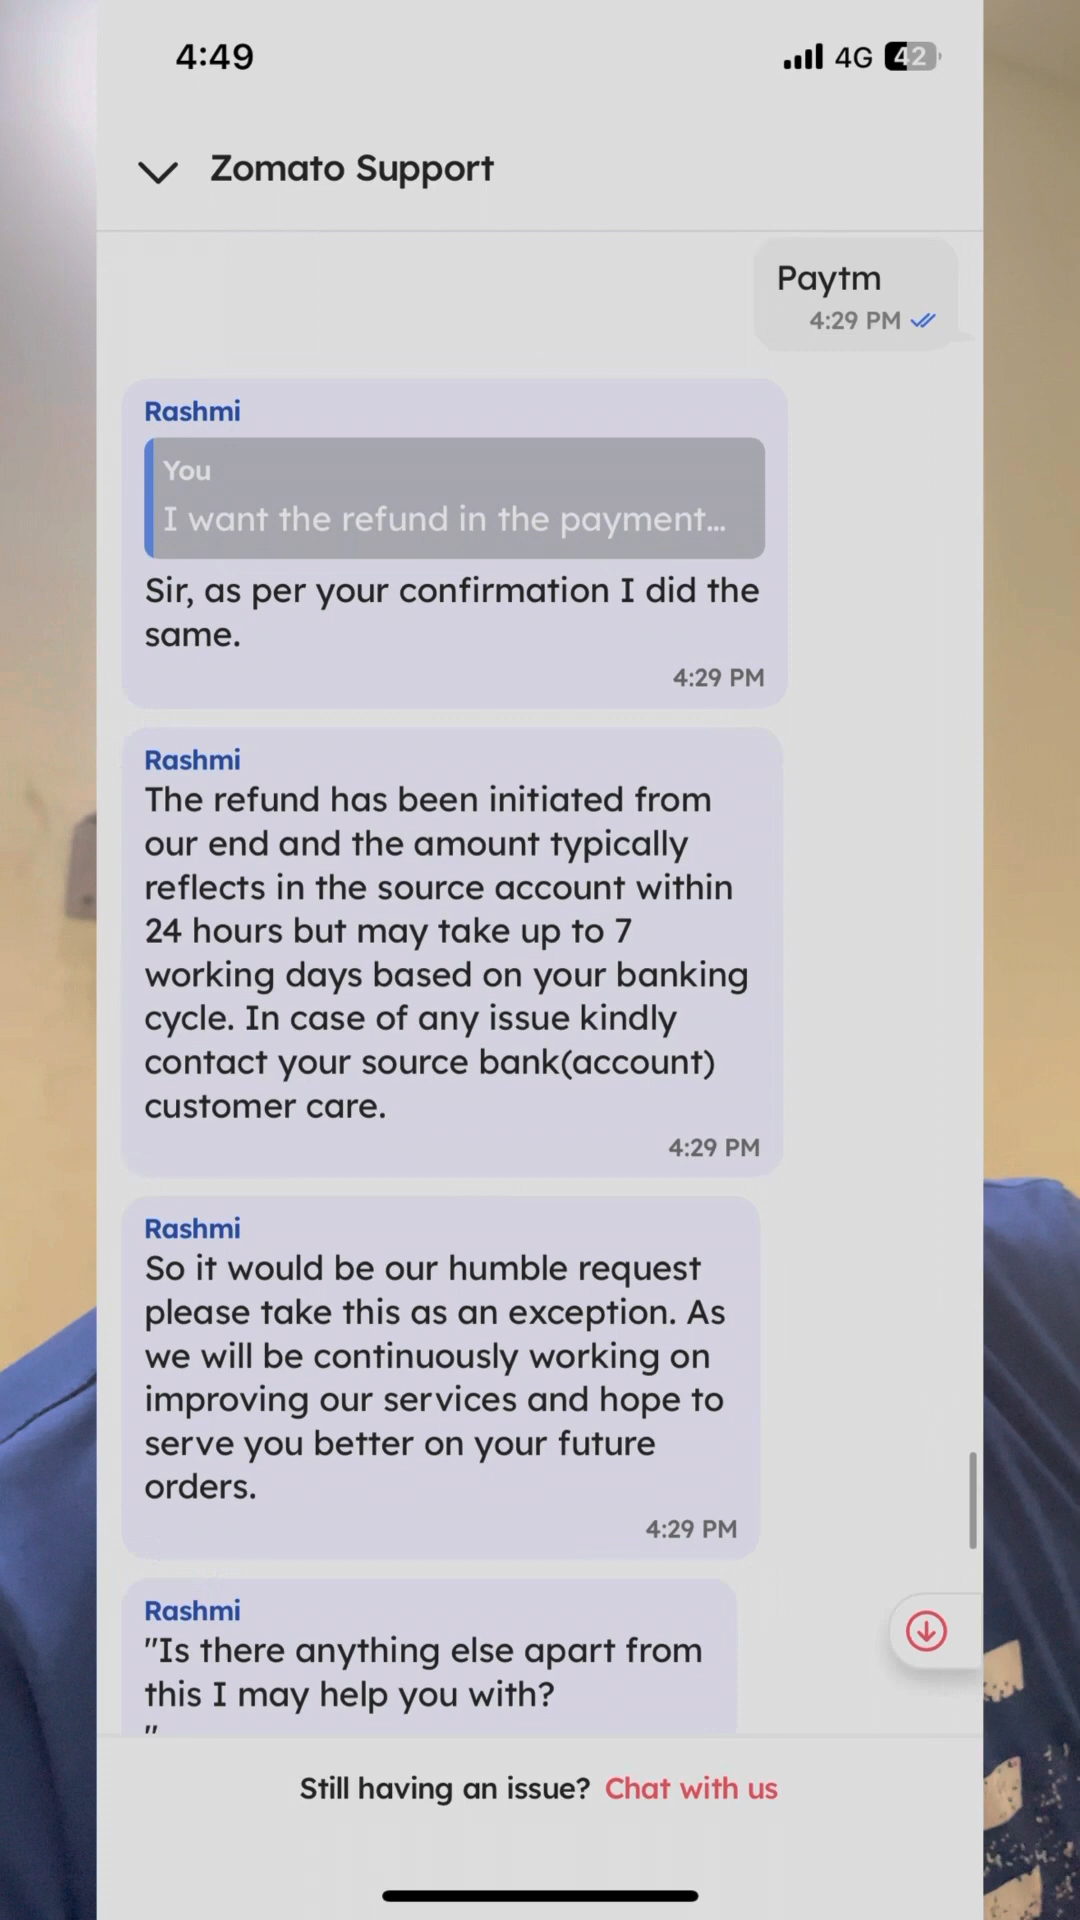 4:49
4G 42
Zomato Support
Paytm
4:29 PM
Rashmi
You
I want the refund in the payment...
Sir, as per your confirmation I did the
same.
4:29 PM
Rashmi
The refund has been initiated from
our end and the amount typically
reflects in the source account within
24 hours but may take up to 7
working days based on your banking
cycle. In case of any issue kindly
contact your source bank(account)
customer care.
4:29 PM
Rashmi
So it would be our humble request
please take this as an exception. As
we will be continuously working on
improving our services and hope to
serve you better on your future
orders.
4:29 PM
Rashmi
"Is there anything else apart from
this I may help you with?
"
Still having an issue? Chat with us